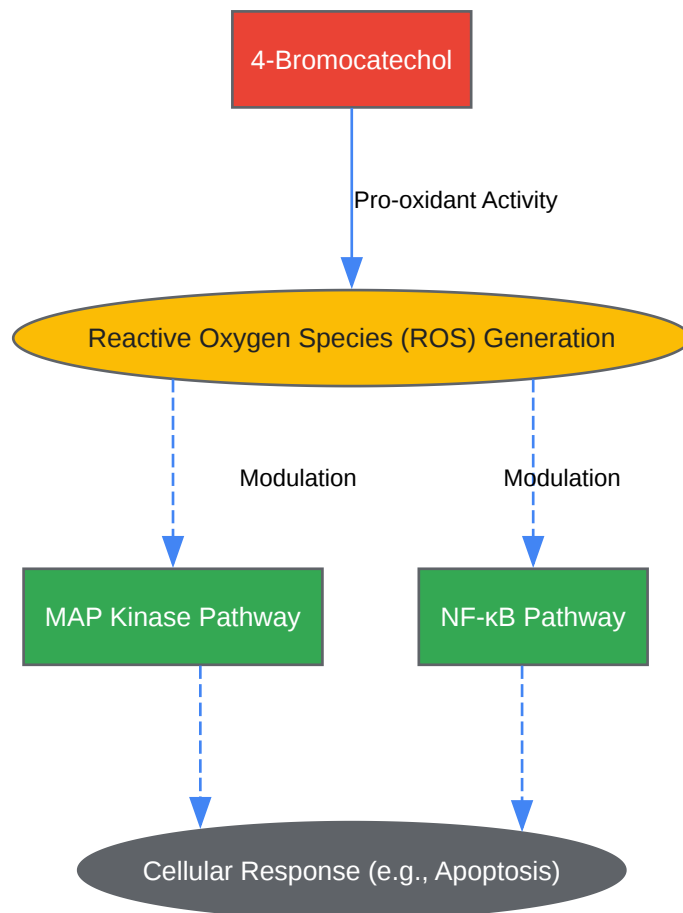 4-Bromocatechol
Pro-oxidant Activity
Reactive Oxygen Species (ROS) Generation
Modulation
Modulation
MAP Kinase Pathway
NF-κB Pathway
Cellular Response (e.g., Apoptosis)